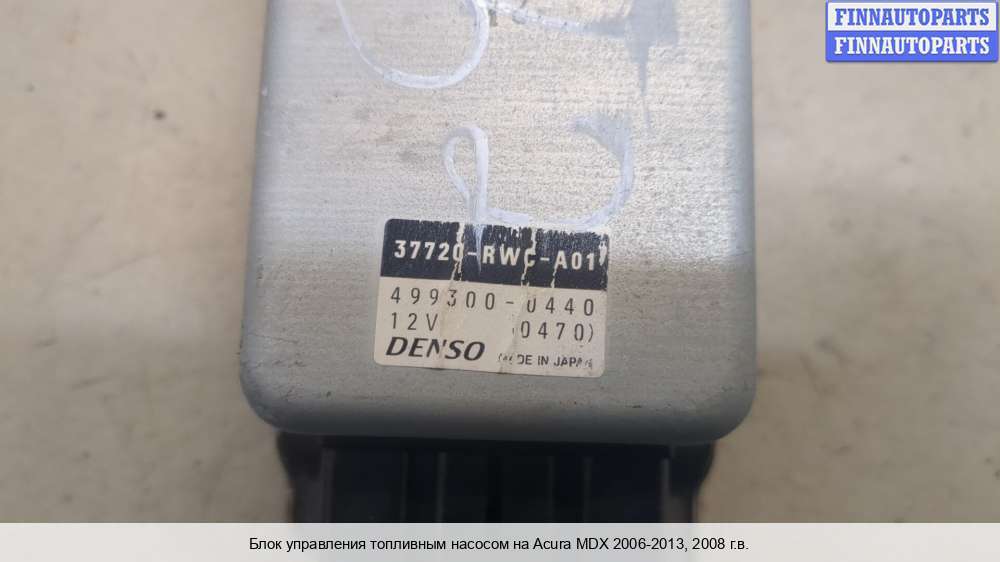 FINNAUTOPARTS
FINNAUTOPARTS
37720-RWC-A01
499300-0440
12V 0470)
DENSO MADE IN JAPAN
Блок управления топливным насосом на Acura MDX 2006-2013, 2008 г.в.